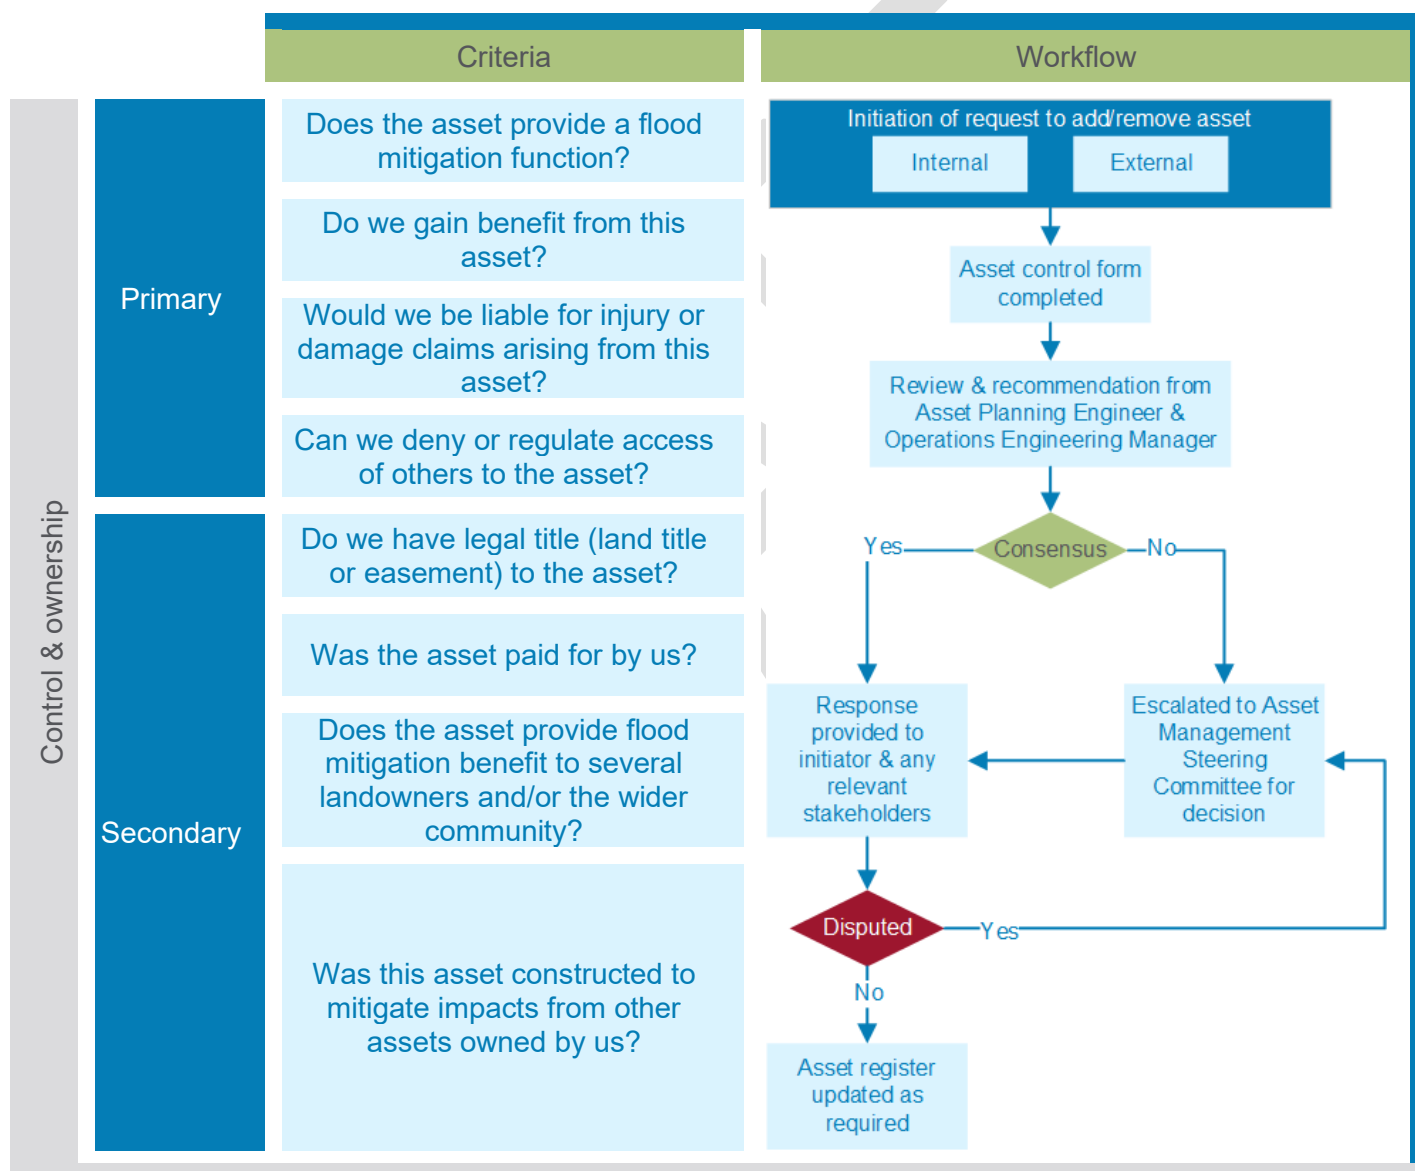 Criteria
Workflow
Control & ownership
Primary
Does the asset provide a flood
mitigation function?
Do we gain benefit from this
asset?
Would we be liable for injury or
damage claims arising from this
asset?
Can we deny or regulate access
of others to the asset?
Secondary
Do we have legal title (land title
or easement) to the asset?
Was the asset paid for by us?
Does the asset provide flood
mitigation benefit to several
landowners and/or the wider
community?
Was this asset constructed to
mitigate impacts from other
assets owned by us?
Initiation of request to add/remove asset
Internal
External
Asset control form
completed
Review & recommendation from
Asset Planning Engineer &
Operations Engineering Manager
Yes
Consensus
No
Response
provided to
initiator & any
relevant
stakeholders
Escalated to Asset
Management
Steering
Committee for
decision
Disputed
Yes
No
Asset register
updated as
required